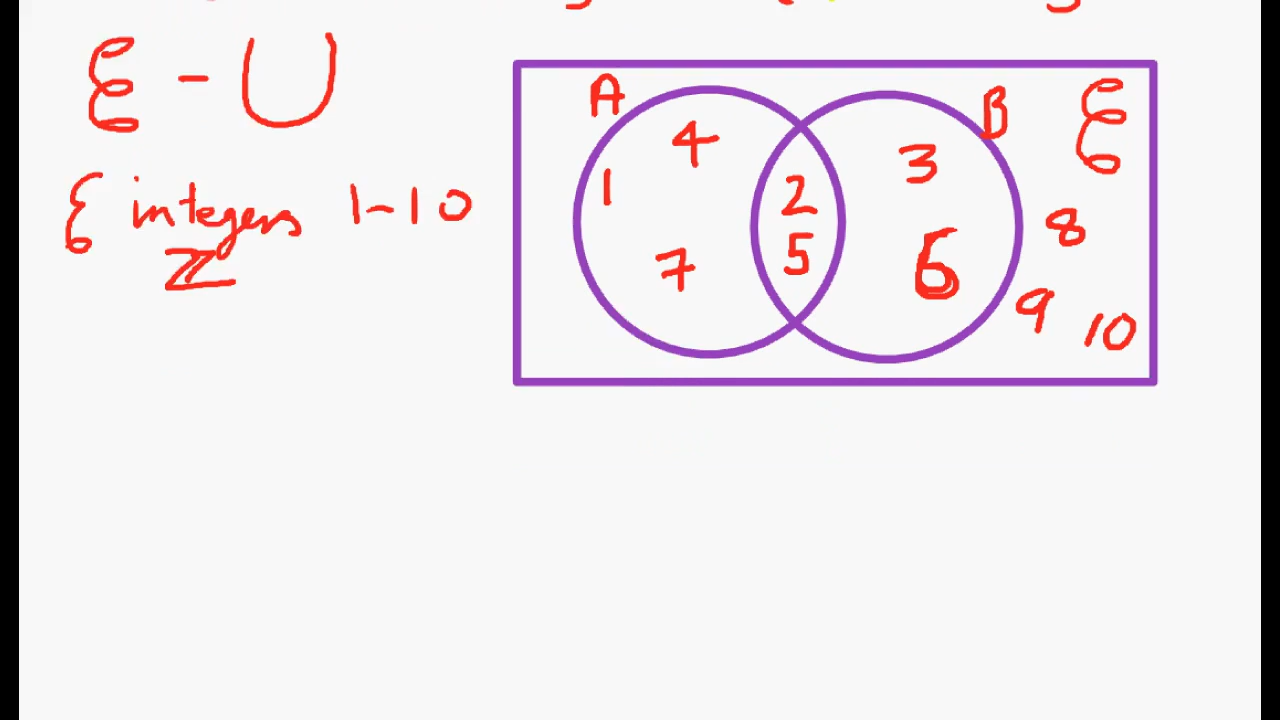 ℰ - U
ℰ integers 1-10
ℤ
A B ℰ
4 3
1 2 8
7 5 6
9 10